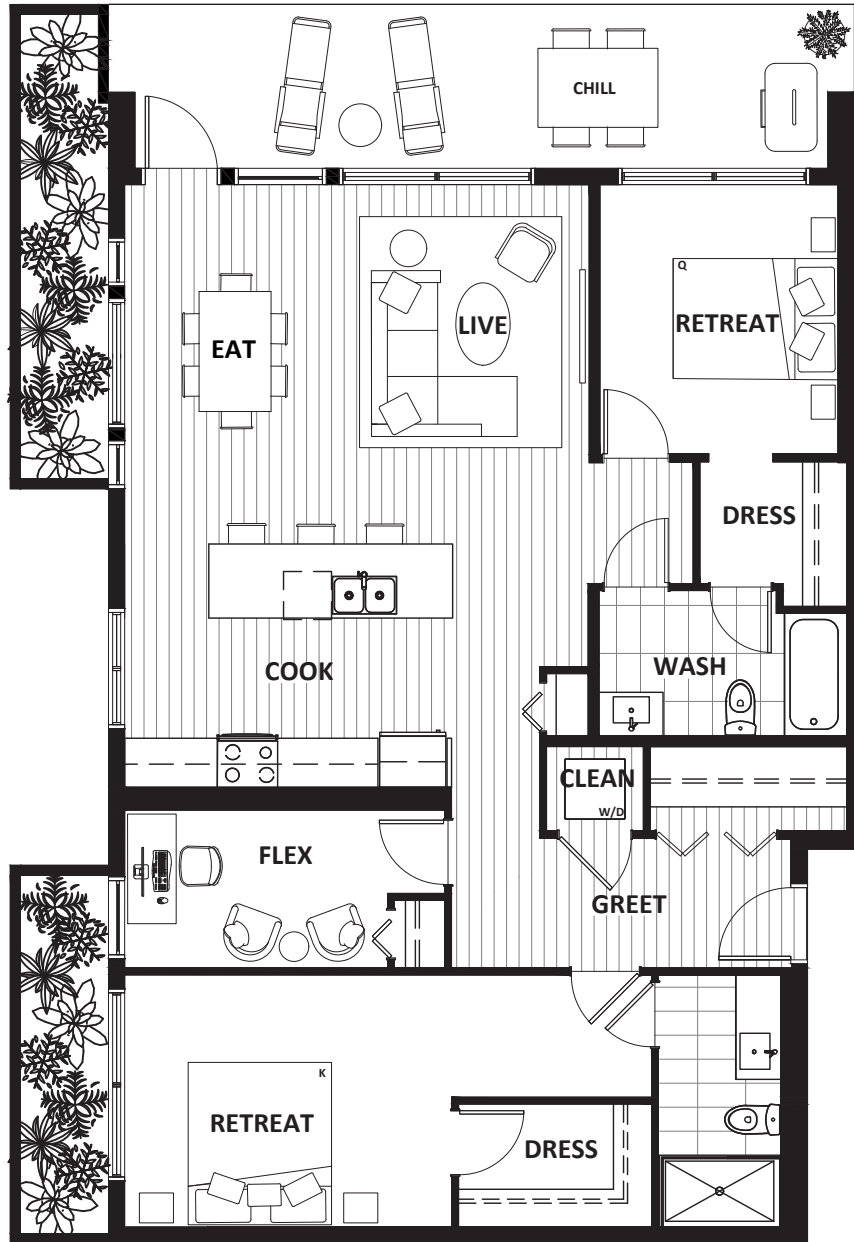 CHILL
Q
RETREAT
LIVE
EAT
DRESS
COOK
WASH
CLEAN
W/D
FLEX
GREET
K
RETREAT
DRESS